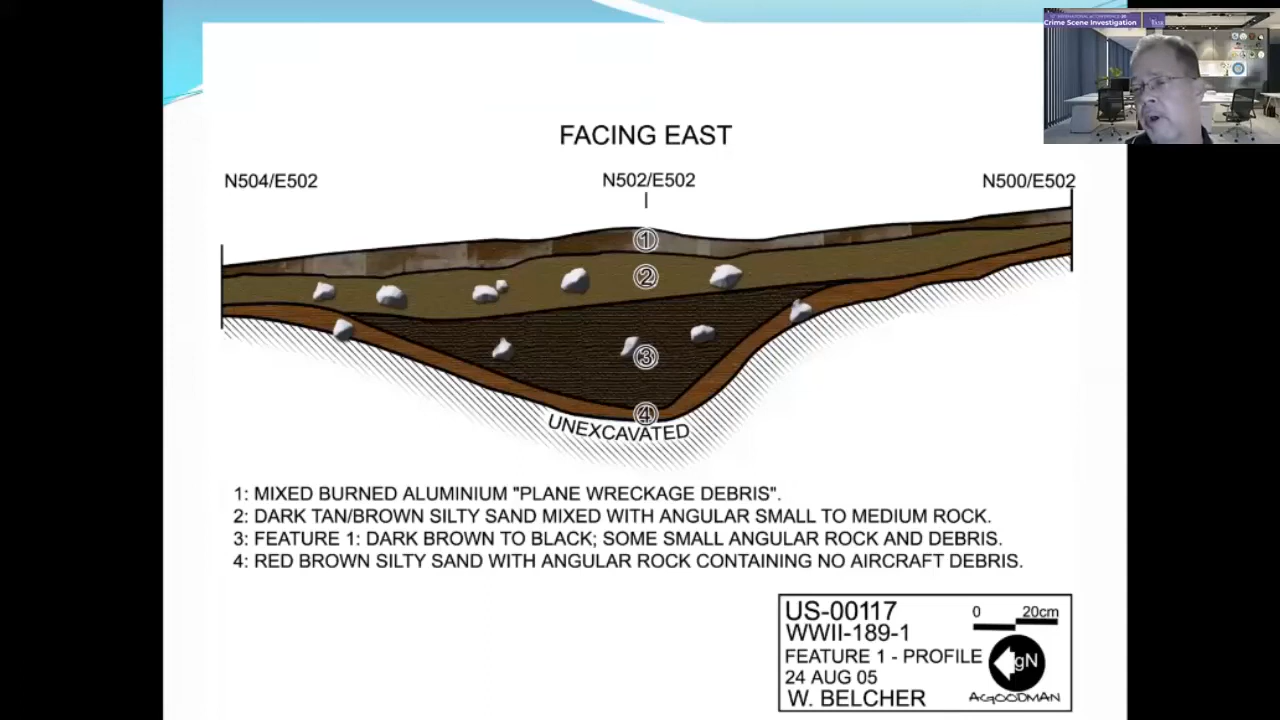 Crime Scene Investigation
FACING EAST
N504/E502
N502/E502
N500/E502
1
2
3
4
UNEXCAVATED
1: MIXED BURNED ALUMINIUM "PLANE WRECKAGE DEBRIS".
2: DARK TAN/BROWN SILTY SAND MIXED WITH ANGULAR SMALL TO MEDIUM ROCK.
3: FEATURE 1: DARK BROWN TO BLACK; SOME SMALL ANGULAR ROCK AND DEBRIS.
4: RED BROWN SILTY SAND WITH ANGULAR ROCK CONTAINING NO AIRCRAFT DEBRIS.
US-00117
0 20cm
WWII-189-1
FEATURE 1 - PROFILE
gN
24 AUG 05
W. BELCHER
AGOODMAN